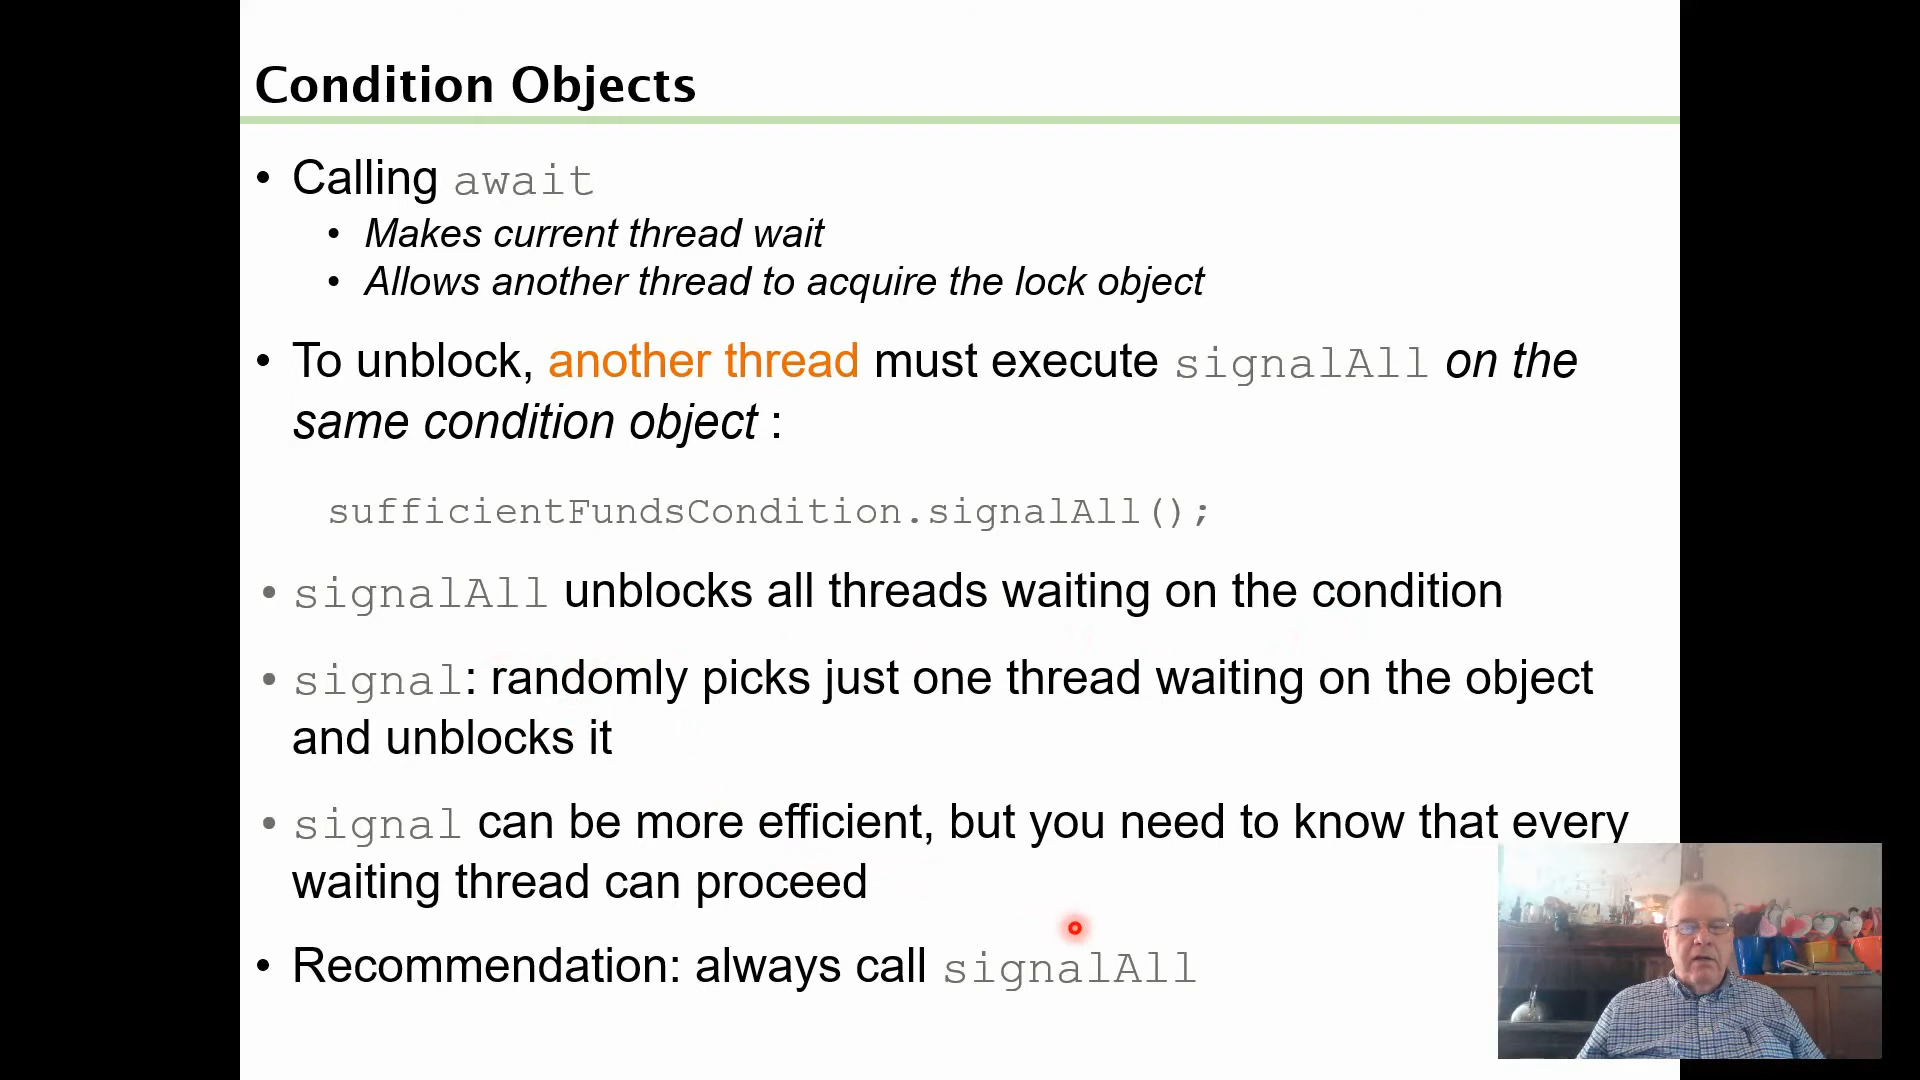 Condition Objects
• Calling await
• Makes current thread wait
• Allows another thread to acquire the lock object
• To unblock, another thread must execute signalAll on the
same condition object :
sufficientFundsCondition.signalAll();
• signalAll unblocks all threads waiting on the condition
• signal: randomly picks just one thread waiting on the object
and unblocks it
• signal can be more efficient, but you need to know that every
waiting thread can proceed
• Recommendation: always call signalAll